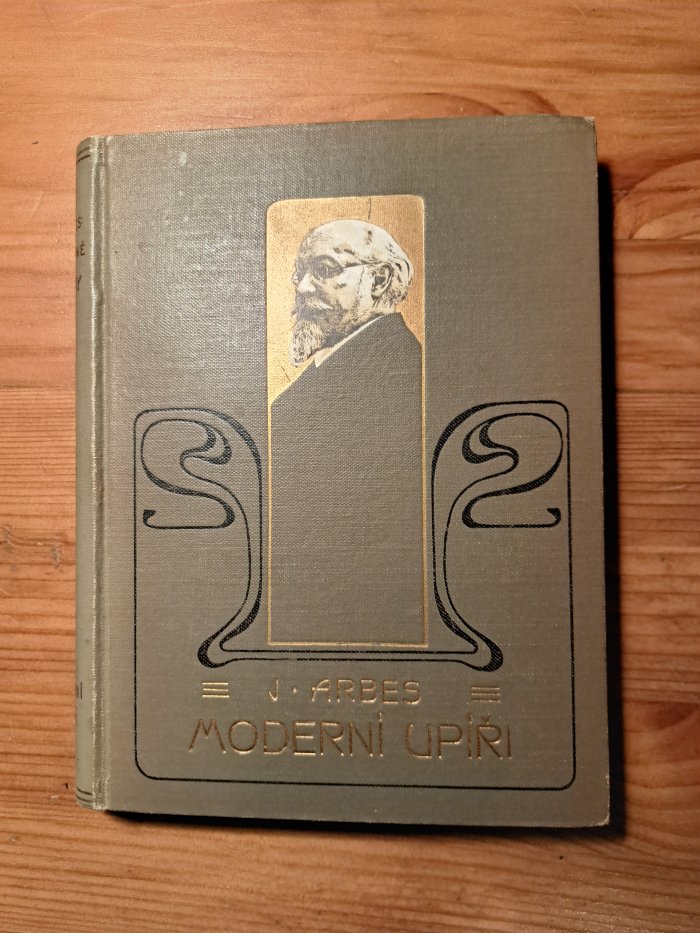 J · ARBES
MODERNÍ UPÍŘI